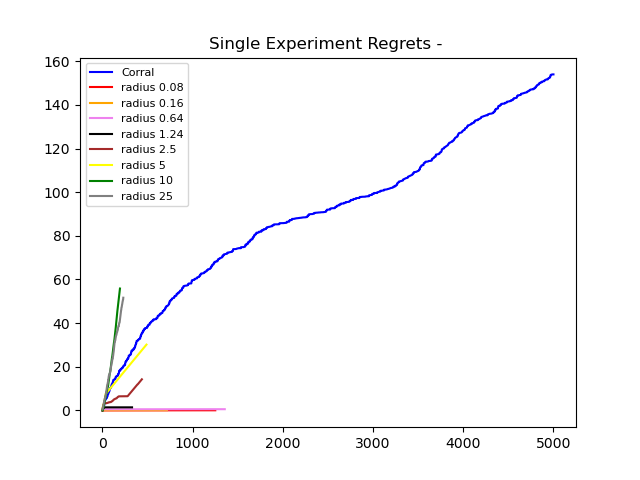 Single Experiment Regrets -
160
140
120
100
80
60
40
20
0
Corral
radius 0.08
radius 0.16
radius 0.64
radius 1.24
radius 2.5
radius 5
radius 10
radius 25
0 1000 2000 3000 4000 5000